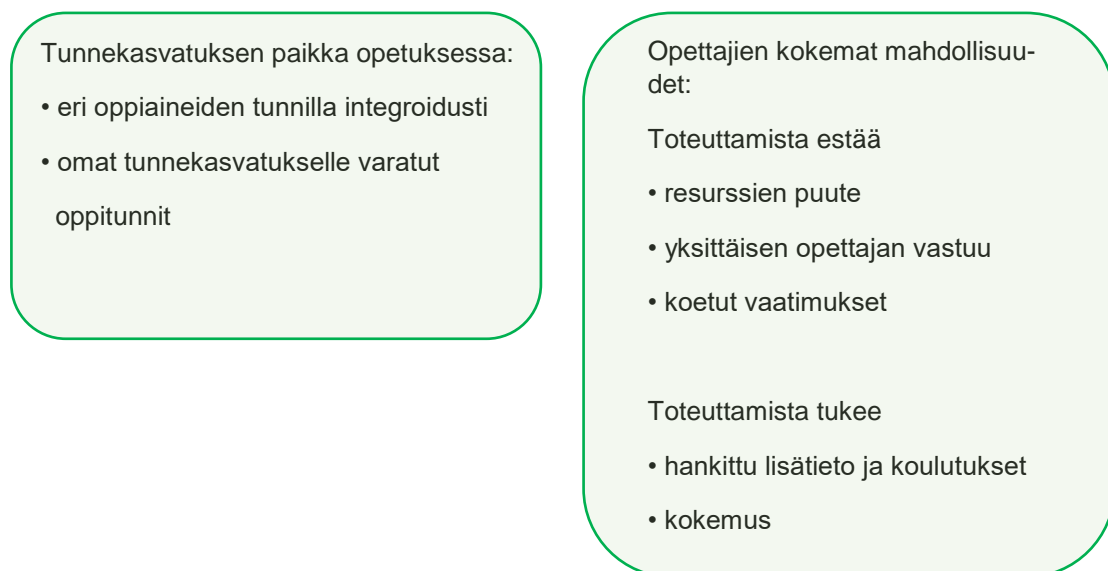 Tunnekasvatuksen paikka opetuksessa:
• eri oppiaineiden tunnilla integroidusti
• omat tunnekasvatukselle varatut
oppitunnit
Opettajien kokemat mahdollisuu-
det:
Toteuttamista estää
• resurssien puute
• yksittäisen opettajan vastuu
• koetut vaatimukset
Toteuttamista tukee
• hankittu lisätieto ja koulutukset
• kokemus